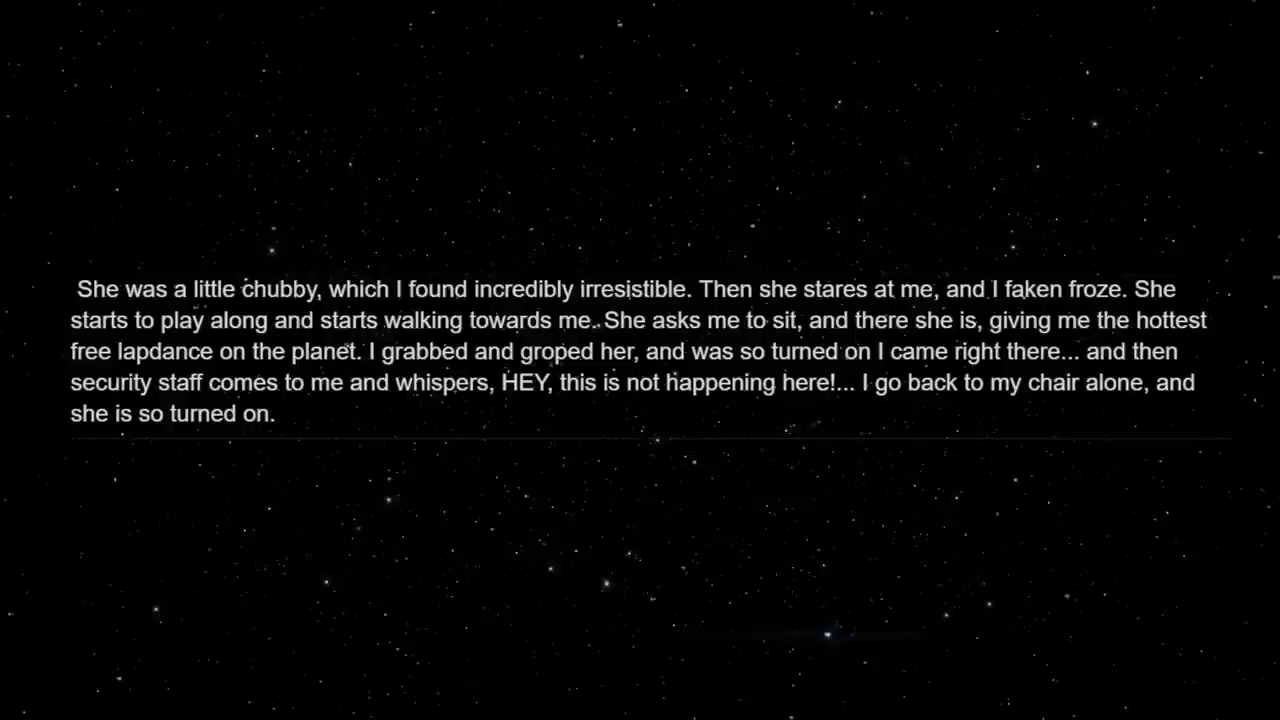 She was a little chubby, which I found incredibly irresistible. Then she stares at me, and I faken froze. She
starts to play along and starts walking towards me. She asks me to sit, and there she is, giving me the hottest
free lapdance on the planet. I grabbed and groped her, and was so turned on I came right there... and then
security staff comes to me and whispers, HEY, this is not happening here!... I go back to my chair alone, and
she is so turned on.